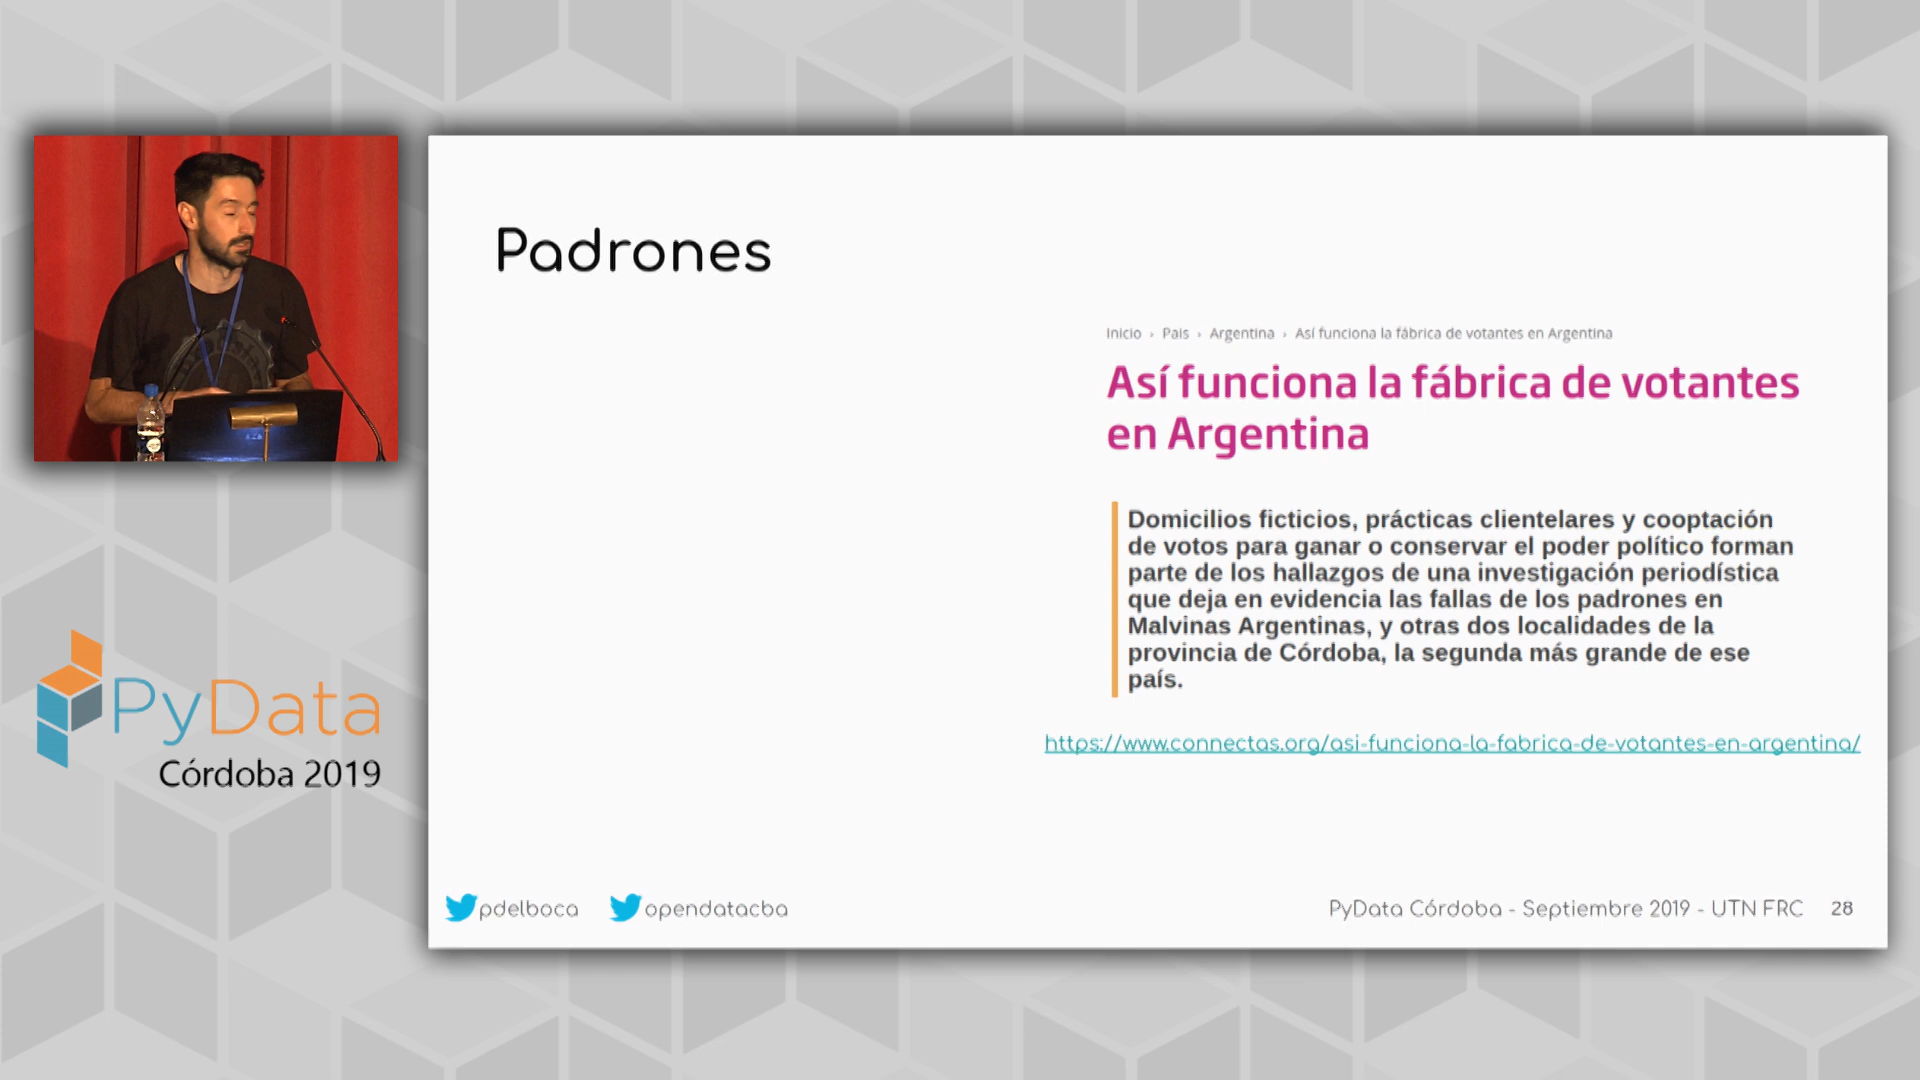 Padrones
Inicio › Pais › Argentina › Así funciona la fábrica de votantes en Argentina
Así funciona la fábrica de votantes
en Argentina
Domicilios ficticios, prácticas clientelares y cooptación
de votos para ganar o conservar el poder político forman
parte de los hallazgos de una investigación periodística
que deja en evidencia las fallas de los padrones en
Malvinas Argentinas, y otras dos localidades de la
provincia de Córdoba, la segunda más grande de ese
país.
https://www.connectas.org/asi-funciona-la-fabrica-de-votantes-en-argentina/
pdelboca opendatacba
PyData Córdoba - Septiembre 2019 - UTN FRC 28
PyData
Córdoba 2019